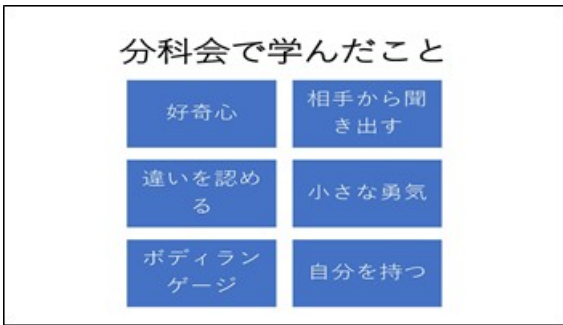 分科会で学んだこと
好奇心
相手から聞
き出す
違いを認め
る
小さな勇気
ボディラン
ゲージ
自分を持つ